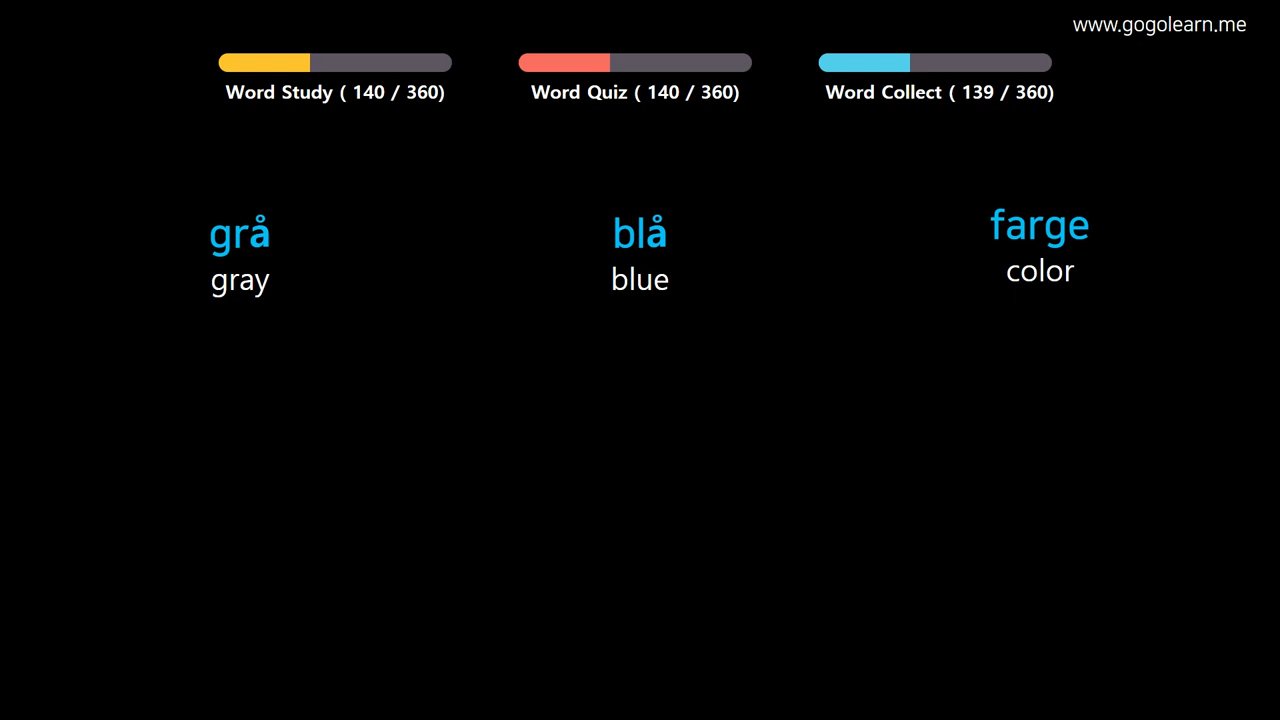 www.gogolearn.me
Word Study ( 140 / 360)
Word Quiz ( 140 / 360)
Word Collect ( 139 / 360)
grå
gray
blå
blue
farge
color